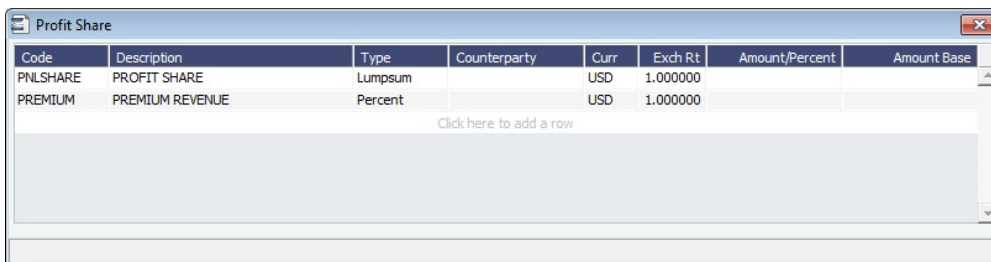 Profit Share
Code Description Type Counterparty Curr Exch Rt Amount/Percent Amount Base
PNLSHARE PROFIT SHARE Lumpsum USD 1.000000
PREMIUM PREMIUM REVENUE Percent USD 1.000000
Click here to add a row